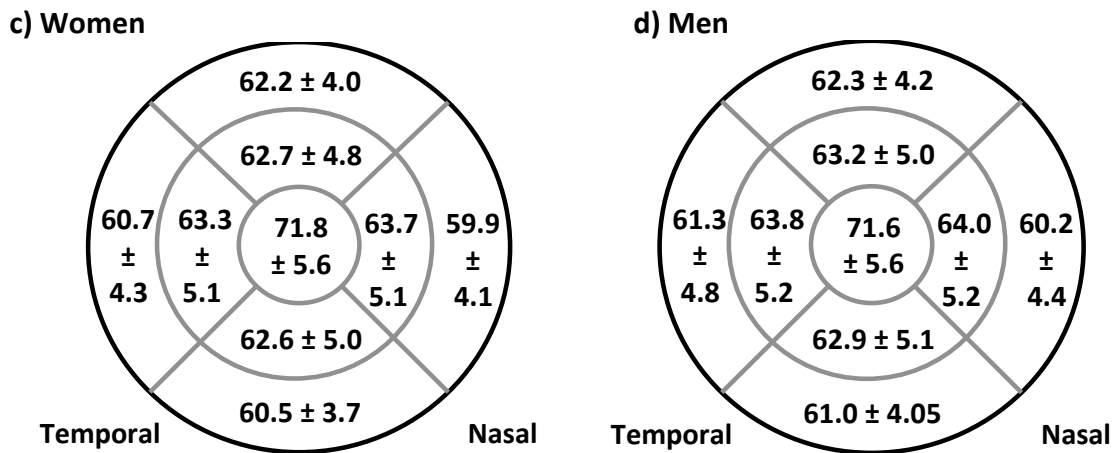 c) Women
62.2 ± 4.0
62.7 ± 4.8
60.7
±
4.3
63.3
±
5.1
71.8
± 5.6
63.7
±
5.1
59.9
±
4.1
62.6 ± 5.0
60.5 ± 3.7
Temporal
Nasal
d) Men
62.3 ± 4.2
63.2 ± 5.0
61.3
±
4.8
63.8
±
5.2
71.6
± 5.6
64.0
±
5.2
60.2
±
4.4
62.9 ± 5.1
61.0 ± 4.05
Temporal
Nasal